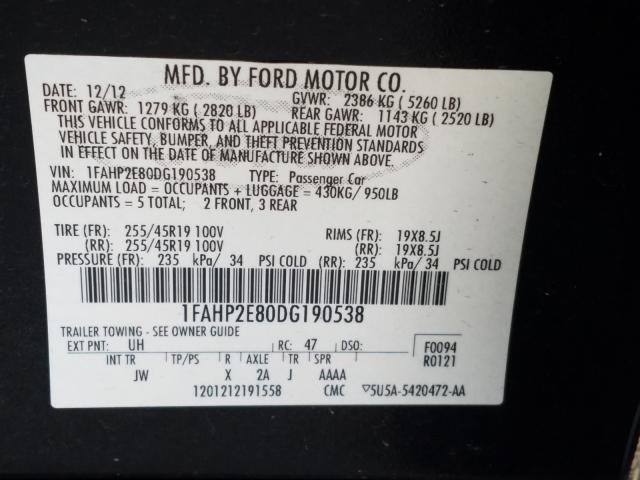 MFD. BY FORD MOTOR CO.
DATE: 12/12 GVWR: 2386 KG ( 5260 LB)
FRONT GAWR: 1279 KG ( 2820 LB) REAR GAWR: 1143 KG ( 2520 LB)
THIS VEHICLE CONFORMS TO ALL APPLICABLE FEDERAL MOTOR
VEHICLE SAFETY, BUMPER, AND THEFT PREVENTION STANDARDS
IN EFFECT ON THE DATE OF MANUFACTURE SHOWN ABOVE.
VIN: 1FAHP2E80DG190538 TYPE: Passenger Car
MAXIMUM LOAD = OCCUPANTS + LUGGAGE = 430KG/ 950LB
OCCUPANTS = 5 TOTAL; 2 FRONT, 3 REAR
TIRE (FR): 255/45R19 100V RIMS (FR): 19X8.5J
(RR): 255/45R19 100V (RR): 19X8.5J
PRESSURE (FR): 235 kPa/ 34 PSI COLD (RR): 235 kPa/ 34 PSI COLD
1FAHP2E80DG190538
TRAILER TOWING - SEE OWNER GUIDE
EXT PNT: UH RC: 47 DSO: F0094
INT TR TP/PS R AXLE TR SPR R0121
JW X 2A J AAAA
1201212191558 CMC ▽5U5A-5420472-AA